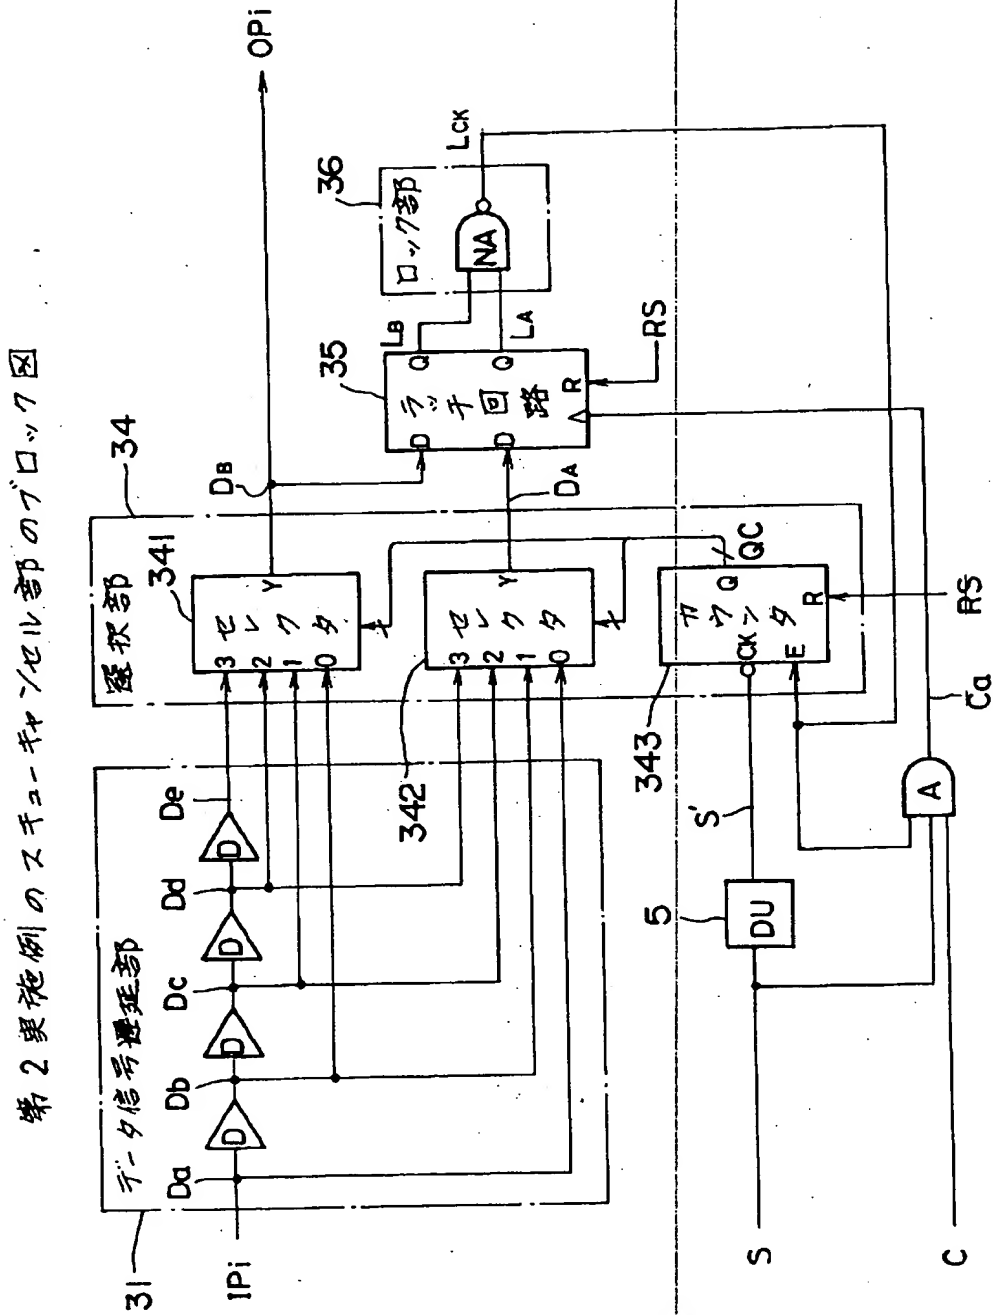 第2実施例のスキューキャンセル部のブロック図
31
データ信号遅延部
IPi
Da
Db
Dc
Dd
De
D
D
D
D
34
選択部
341
セレクタ
3
2
1
0
Y
342
セレクタ
3
2
1
0
Y
343
カウンタ
CK
E
Q
R
QC
RS
DB
DA
OPi
35
ラッチ回路
D
D
Q
Q
R
RS
LB
LA
36
ロック部
NA
LCK
S
5
DU
S'
C
A
Ca